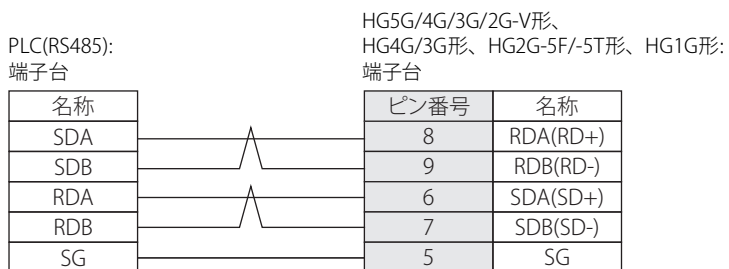 HG5G/4G/3G/2G-V形、
PLC(RS485):
HG4G/3G形、HG2G-5F/-5T形、HG1G形:
端子台
端子台
名称
ピン番号 名称
SDA 8 RDA(RD+)
SDB 9 RDB(RD-)
RDA 6 SDA(SD+)
RDB 7 SDB(SD-)
SG 5 SG